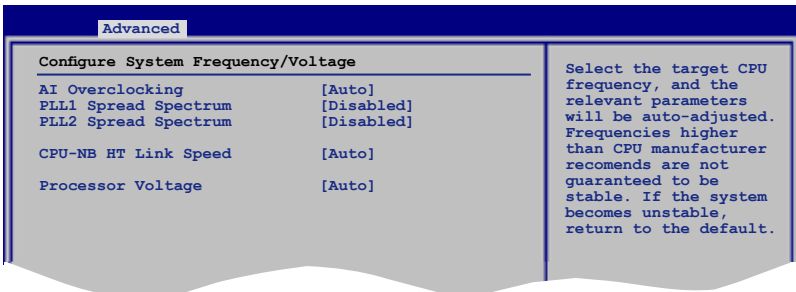 Advanced
Configure System Frequency/Voltage
AI Overclocking [Auto]
PLL1 Spread Spectrum [Disabled]
PLL2 Spread Spectrum [Disabled]
CPU-NB HT Link Speed [Auto]
Processor Voltage [Auto]
Select the target CPU
frequency, and the
relevant parameters
will be auto-adjusted.
Frequencies higher
than CPU manufacturer
recomends are not
guaranteed to be
stable. If the system
becomes unstable,
return to the default.